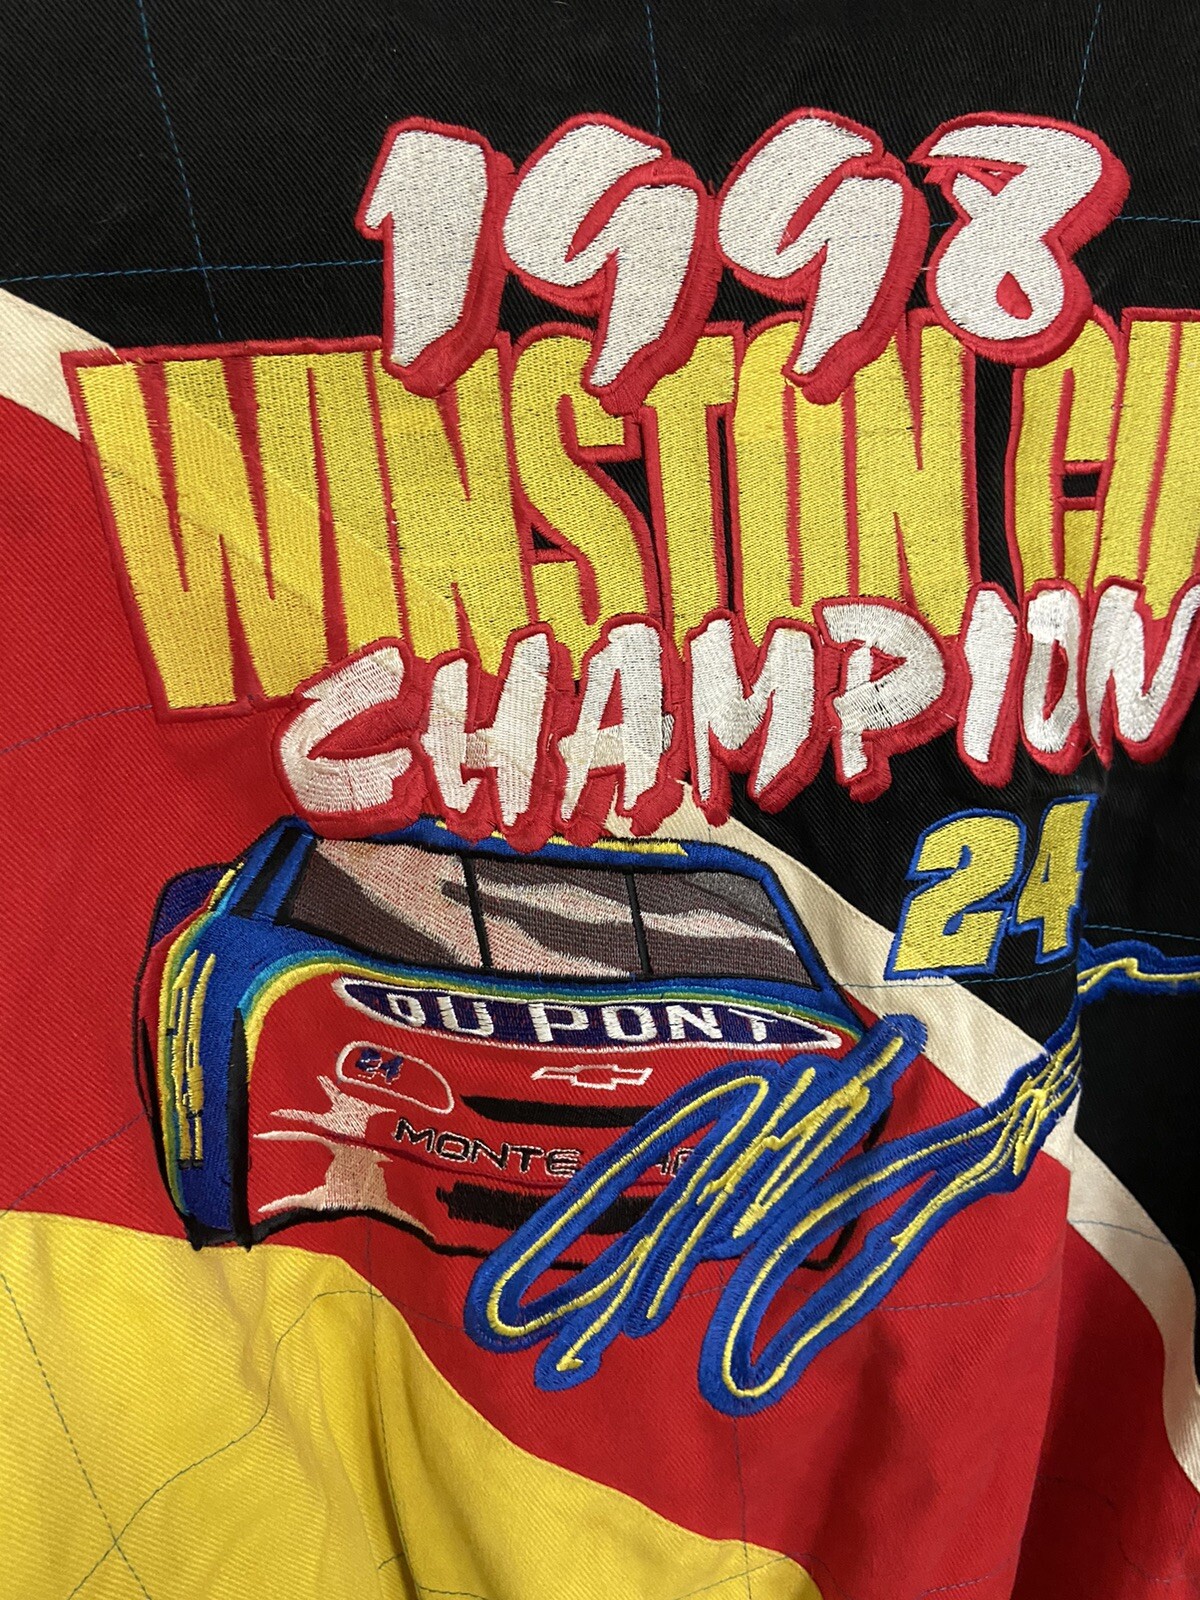 1998
WINSTON CU
CHAMPION
24
DU PONT
24
MONTE